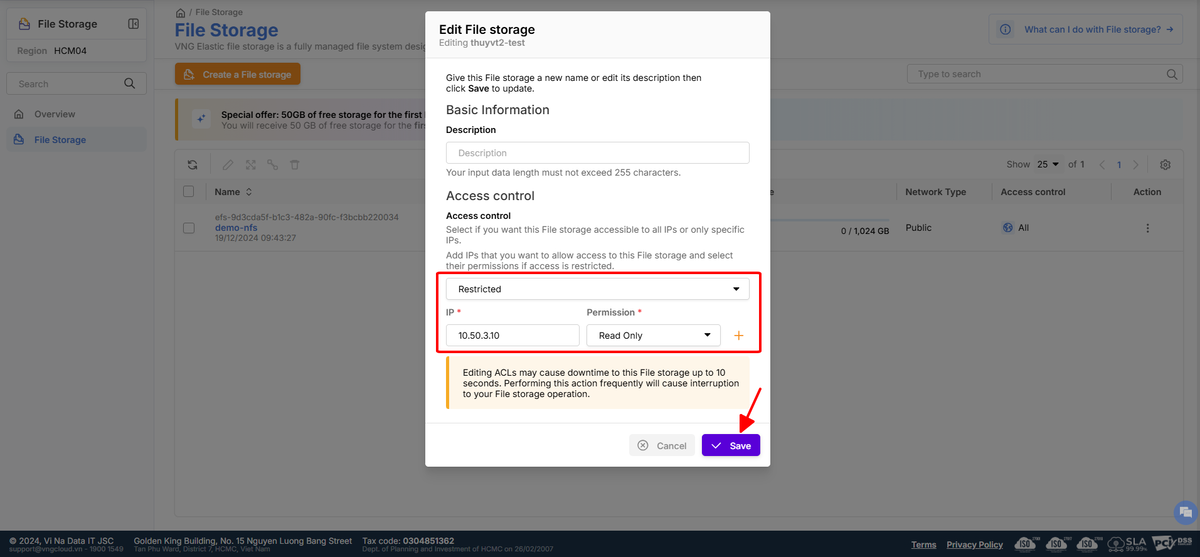 File Storage
Region HCM04
Search
Overview
File Storage
/ File Storage
File Storage
VNG Elastic file storage is a fully managed file system desig
What can I do with File storage?
Create a File storage
Type to search
Special offer: 50GB of free storage for the first
You will receive 50 GB of free storage for the firs
Show 25 of 1 1
Name
Network Type
Access control
Action
efs-9d3cda5f-b1c3-482a-90fc-f3bcbb220034
demo-nfs
19/12/2024 09:43:27
0 / 1,024 GB
Public
All
Edit File storage
Editing thuyvt2-test
Give this File storage a new name or edit its description then
click Save to update.
Basic Information
Description
Description
Your input data length must not exceed 255 characters.
Access control
Access control
Select if you want this File storage accessible to all IPs or only specific
IPs.
Add IPs that you want to allow access to this File storage and select
their permissions if access is restricted.
Restricted
IP *
Permission *
10.50.3.10
Read Only
Editing ACLs may cause downtime to this File storage up to 10
seconds. Performing this action frequently will cause interruption
to your File storage operation.
Cancel
Save
© 2024, Vi Na Data IT JSC
support@vngcloud.vn - 1900 1549
Golden King Building, No. 15 Nguyen Luong Bang Street
Tan Phu Ward, District 7, HCMC, Viet Nam
Tax code: 0304851362
Dept. of Planning and Investment of HCMC on 26/02/2007
Terms
Privacy Policy
ISO
ISO
ISO
SLA
99.99%
PCI DSS